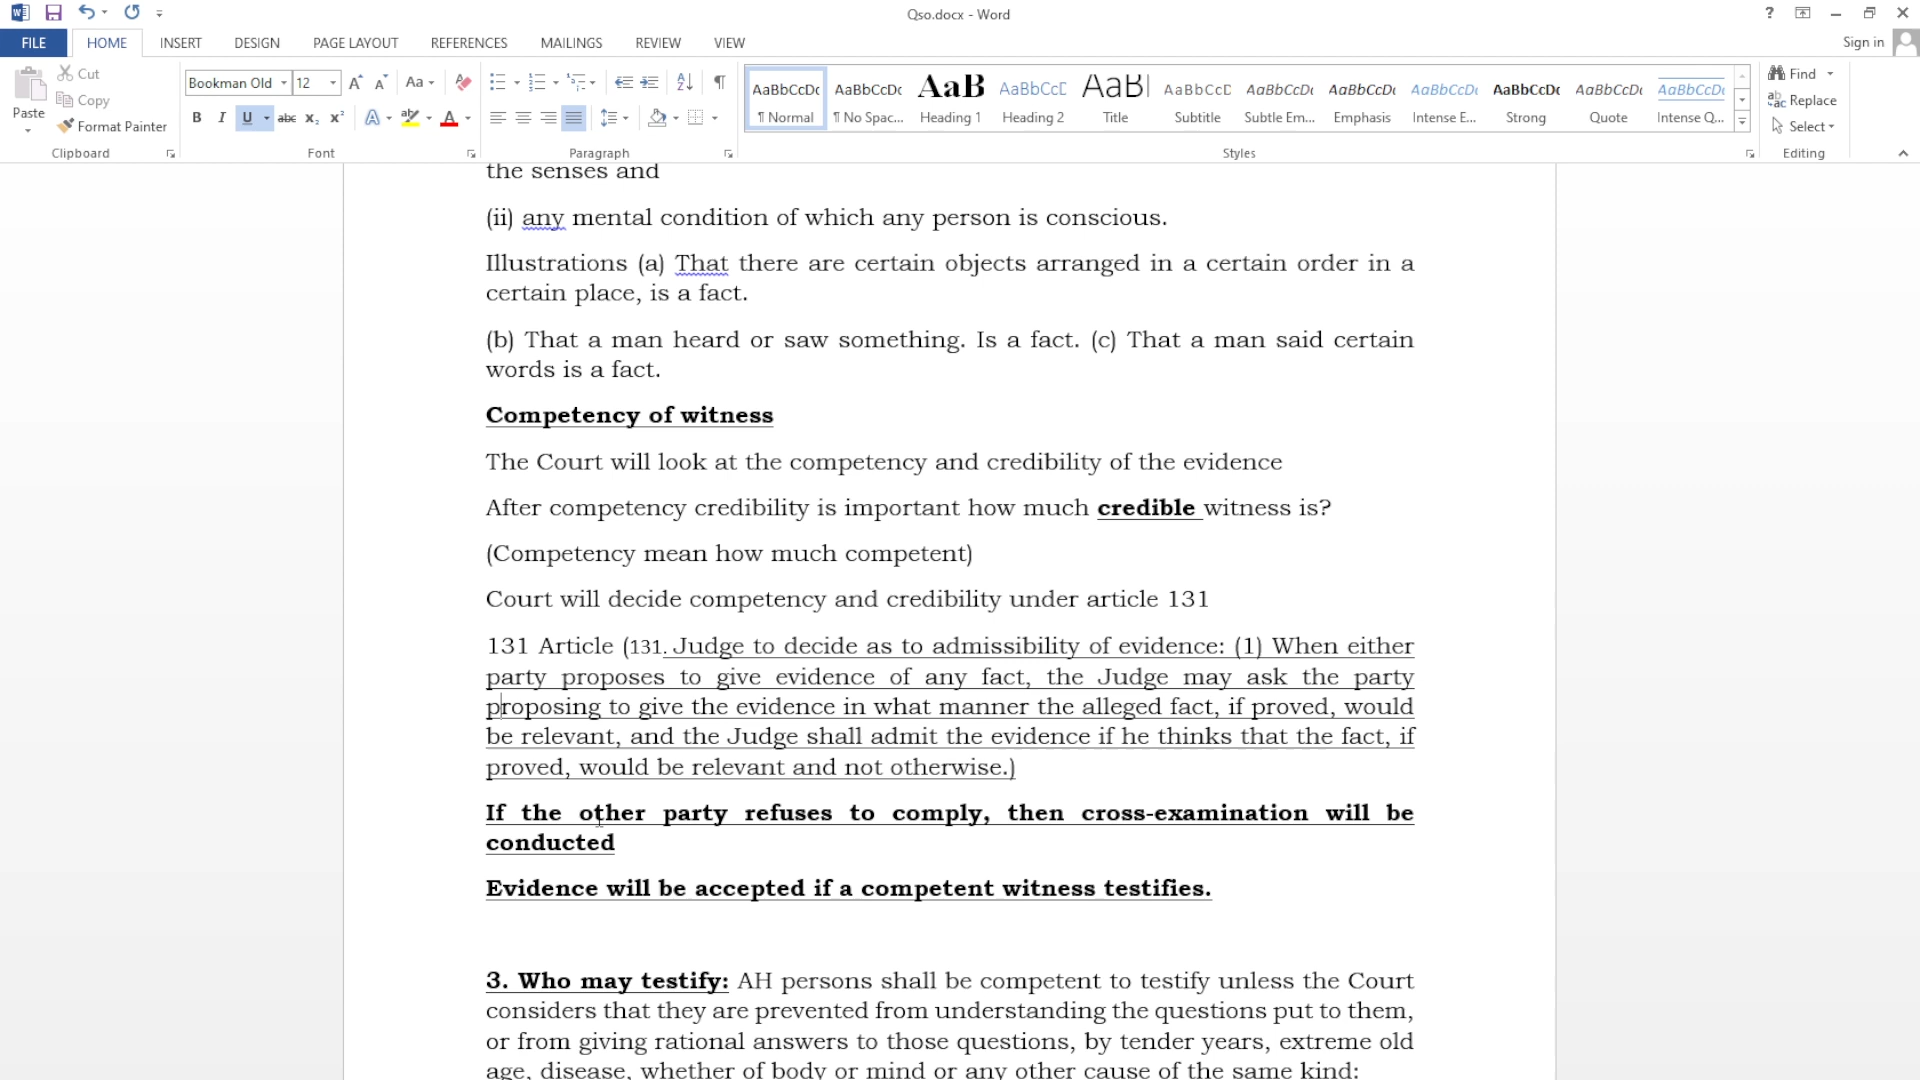 Qso.docx - Word
?
FILE HOME INSERT DESIGN PAGE LAYOUT REFERENCES MAILINGS REVIEW VIEW Sign in
Paste
Cut
Copy
Format Painter
Clipboard
Bookman Old 12 Aa
B I U abc x₂ x² A ab A
Font
Paragraph
AaBbCcDc AaBbCcDc AaB AaBbCcC AaB AaBbCcD AaBbCcDc AaBbCcDc AaBbCcDc AaBbCcDc AaBbCcDc AaBbCcDc
¶ Normal ¶ No Spac... Heading 1 Heading 2 Title Subtitle Subtle Em... Emphasis Intense E... Strong Quote Intense Q...
Styles
Find
Replace
Select
Editing
the senses and
(ii) any mental condition of which any person is conscious.
Illustrations (a) That there are certain objects arranged in a certain order in a
certain place, is a fact.
(b) That a man heard or saw something. Is a fact. (c) That a man said certain
words is a fact.
Competency of witness
The Court will look at the competency and credibility of the evidence
After competency credibility is important how much credible witness is?
(Competency mean how much competent)
Court will decide competency and credibility under article 131
131 Article (131. Judge to decide as to admissibility of evidence: (1) When either
party proposes to give evidence of any fact, the Judge may ask the party
proposing to give the evidence in what manner the alleged fact, if proved, would
be relevant, and the Judge shall admit the evidence if he thinks that the fact, if
proved, would be relevant and not otherwise.)
If the other party refuses to comply, then cross-examination will be
conducted
Evidence will be accepted if a competent witness testifies.
3. Who may testify: AH persons shall be competent to testify unless the Court
considers that they are prevented from understanding the questions put to them,
or from giving rational answers to those questions, by tender years, extreme old
age, disease, whether of body or mind or any other cause of the same kind: